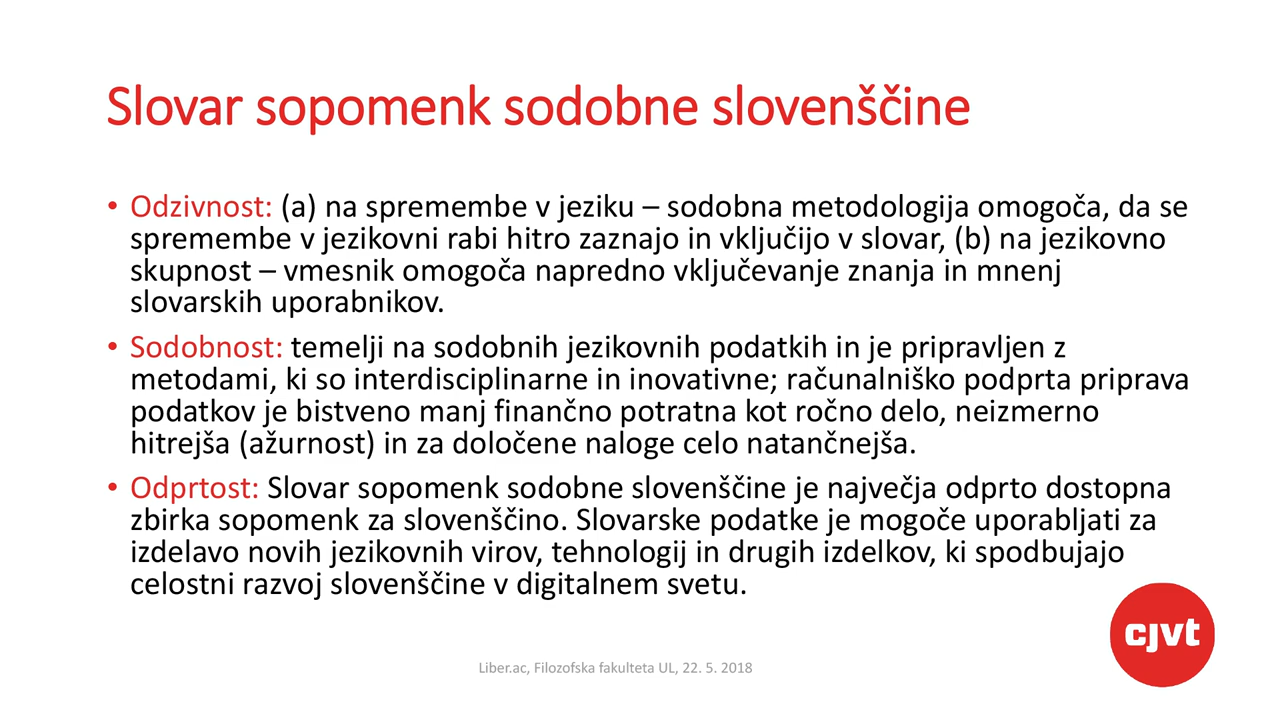 Slovar sopomenk sodobne slovenščine
• Odzivnost: (a) na spremembe v jeziku – sodobna metodologija omogoča, da se
spremembe v jezikovni rabi hitro zaznajo in vključijo v slovar, (b) na jezikovno
skupnost – vmesnik omogoča napredno vključevanje znanja in mnenj
slovarskih uporabnikov.
• Sodobnost: temelji na sodobnih jezikovnih podatkih in je pripravljen z
metodami, ki so interdisciplinarne in inovativne; računalniško podprta priprava
podatkov je bistveno manj finančno potratna kot ročno delo, neizmerno
hitrejša (ažurnost) in za določene naloge celo natančnejša.
• Odprtost: Slovar sopomenk sodobne slovenščine je največja odprto dostopna
zbirka sopomenk za slovenščino. Slovarske podatke je mogoče uporabljati za
izdelavo novih jezikovnih virov, tehnologij in drugih izdelkov, ki spodbujajo
celostni razvoj slovenščine v digitalnem svetu.
cjvt
Liber.ac, Filozofska fakulteta UL, 22. 5. 2018